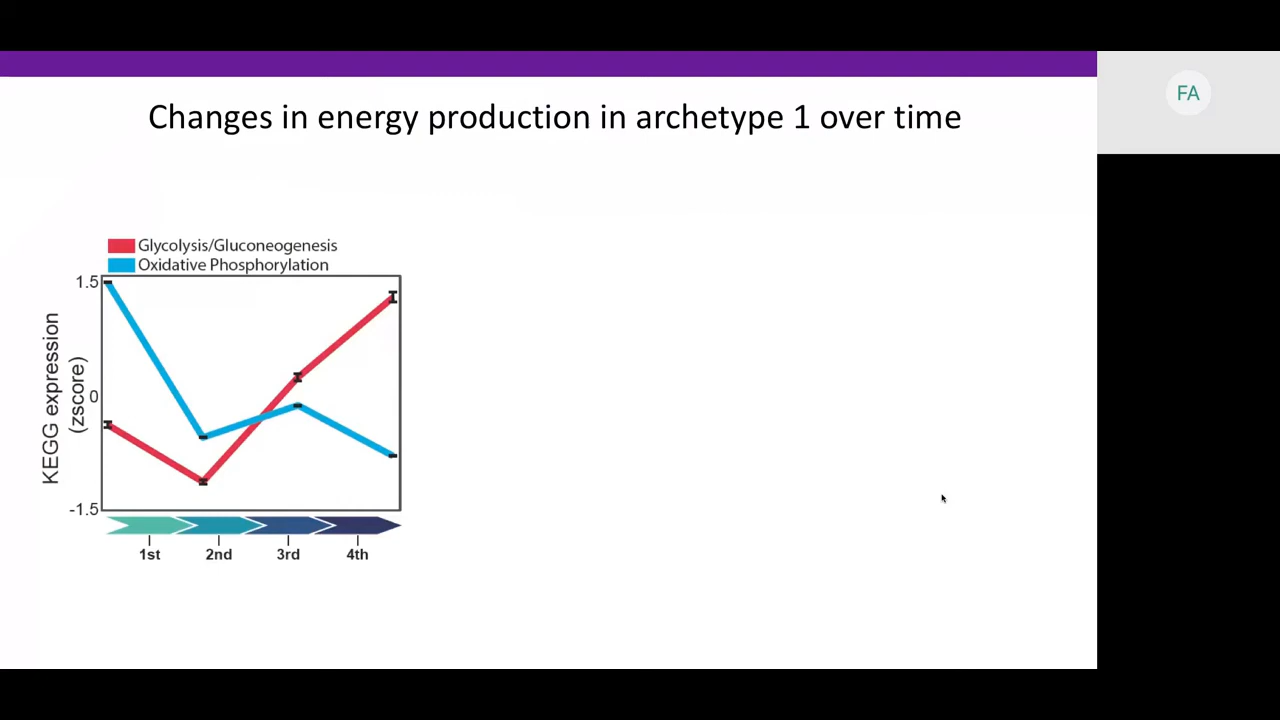 FA
Changes in energy production in archetype 1 over time
Glycolysis/Gluconeogenesis
Oxidative Phosphorylation
1.5
0
-1.5
KEGG expression
(zscore)
1st 2nd 3rd 4th